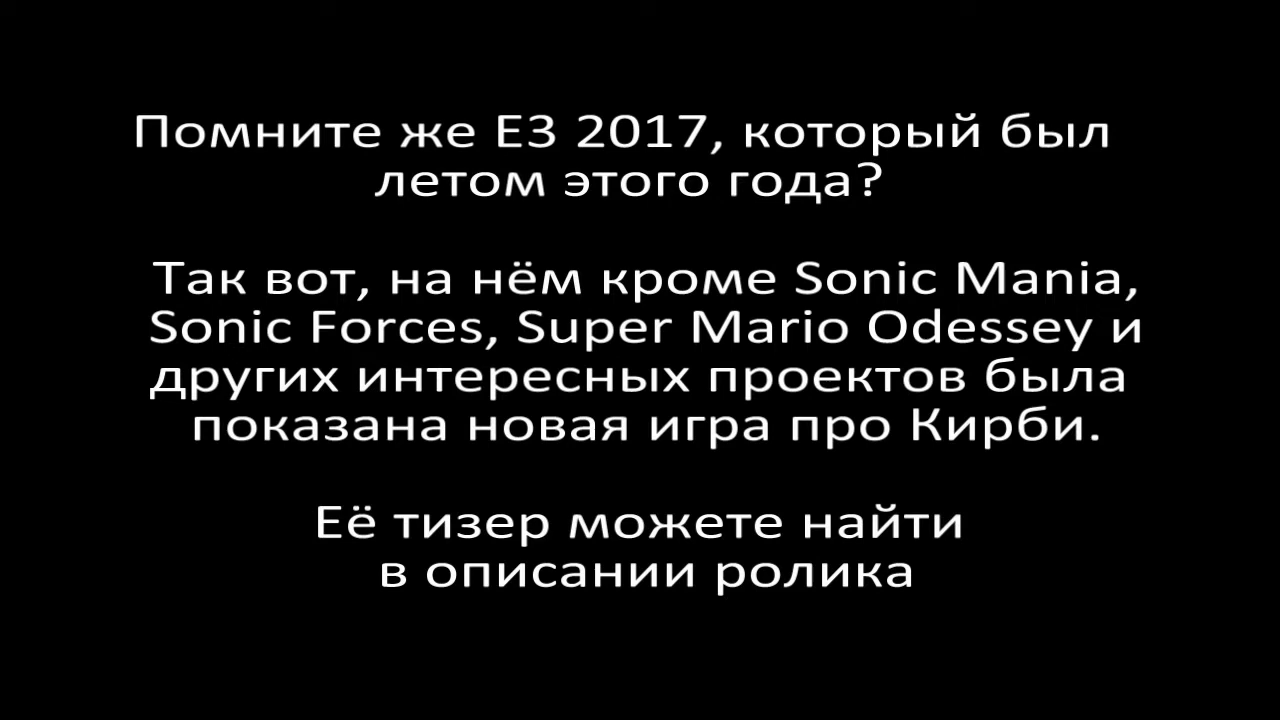 Помните же E3 2017, который был
летом этого года?
Так вот, на нём кроме Sonic Mania,
Sonic Forces, Super Mario Odessey и
других интересных проектов была
показана новая игра про Кирби.
Её тизер можете найти
в описании ролика